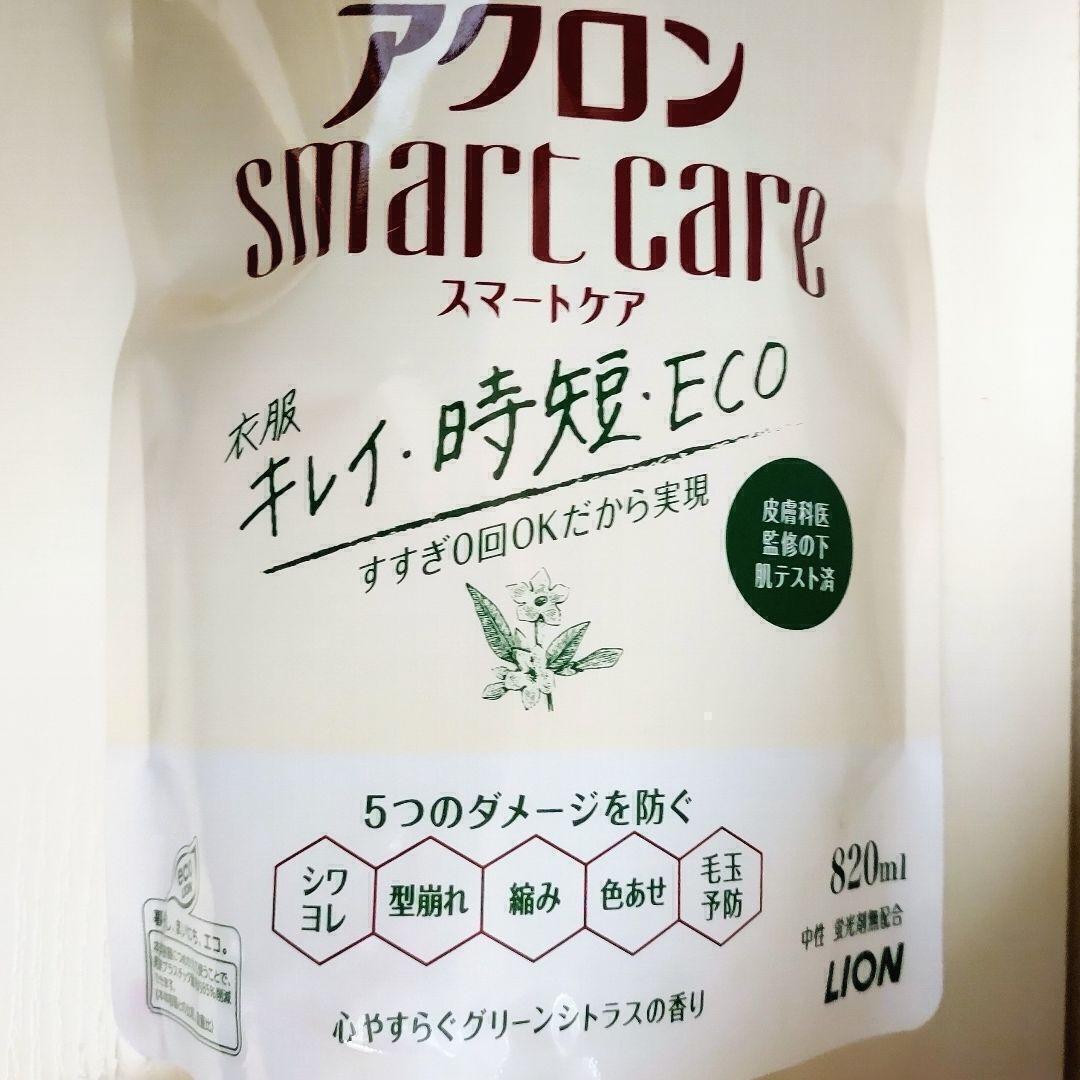 アクロン
smart care
スマートケア
衣服
キレイ・時短・ECO
すすぎ0回OKだから実現
皮膚科医
監修の下
肌テスト済
5つのダメージを防ぐ
シワ
ヨレ
型崩れ
縮み
色あせ
毛玉
予防
820ml
中性 蛍光剤無配合
LION
eco!
エコ。
心やすらぐグリーンシトラスの香り